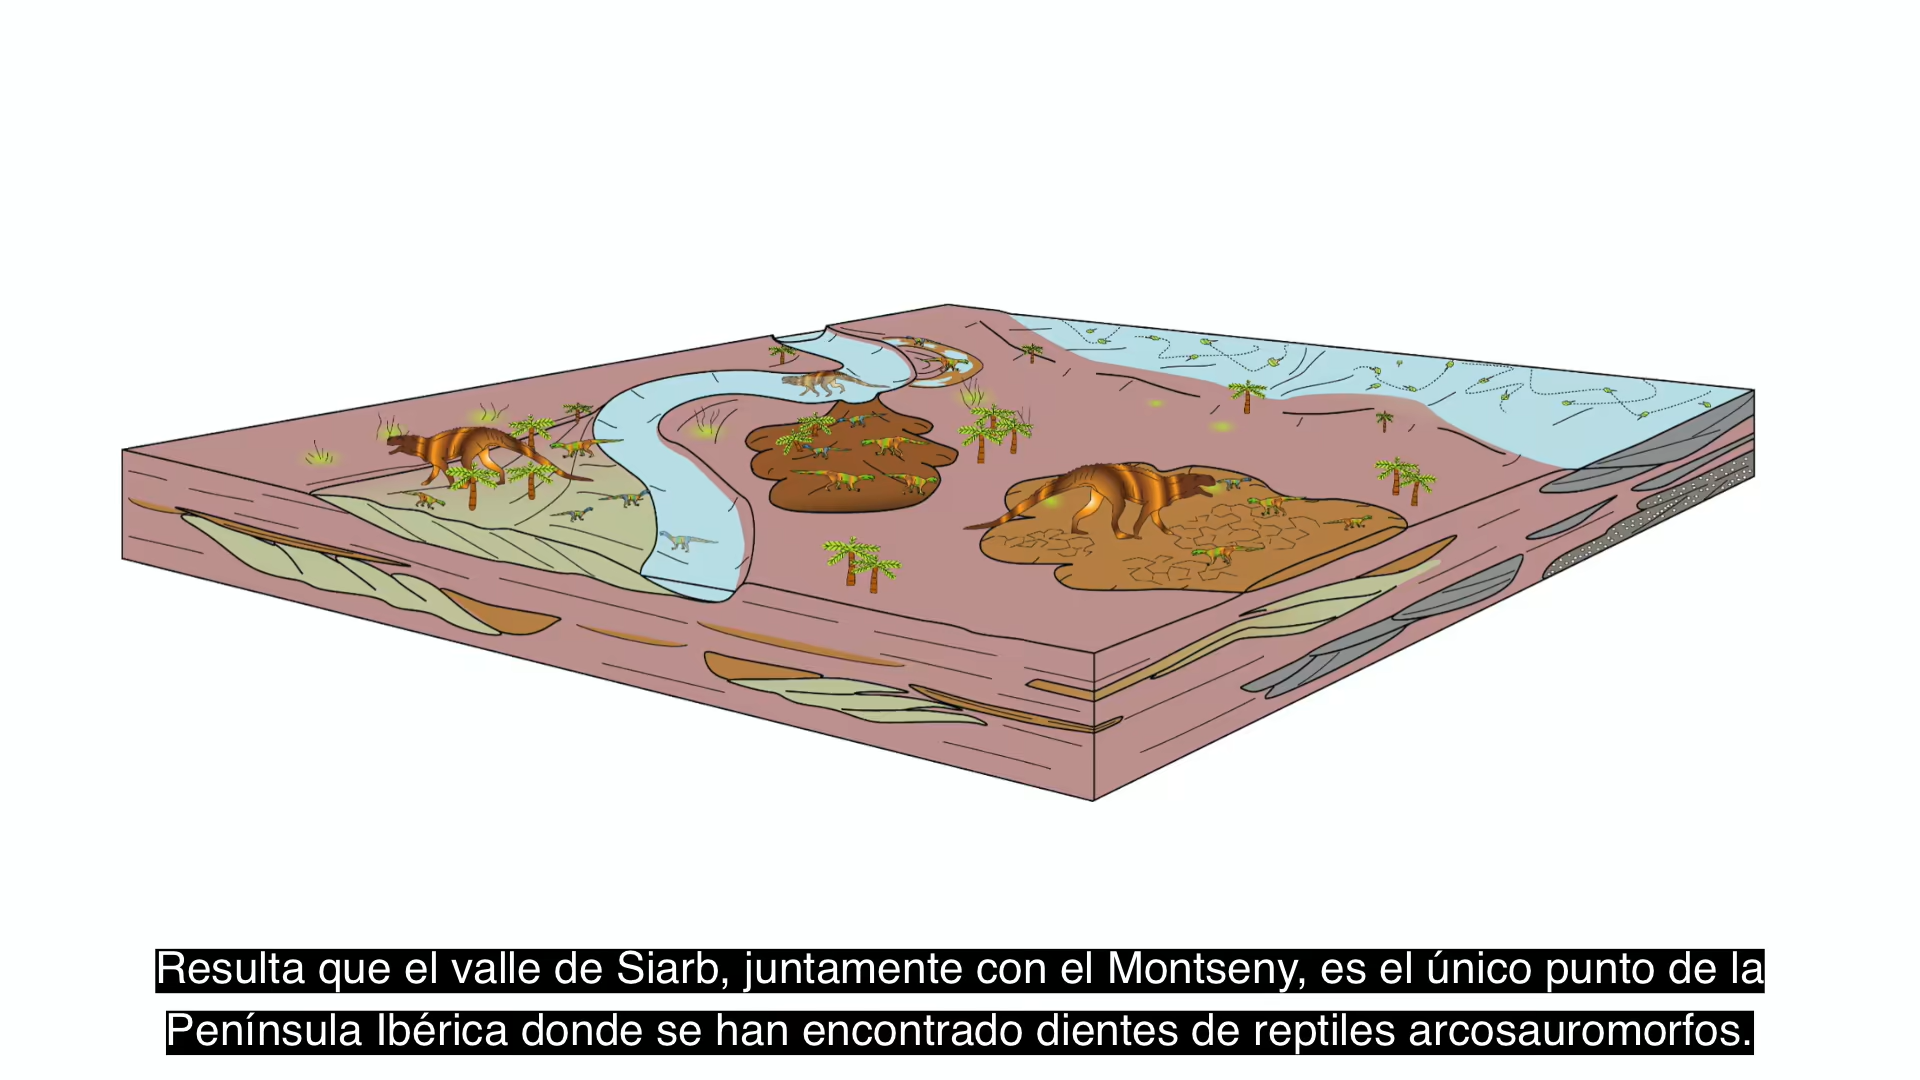 Resulta que el valle de Siarb, juntamente con el Montseny, es el único punto de la
Península Ibérica donde se han encontrado dientes de reptiles arcosauromorfos.